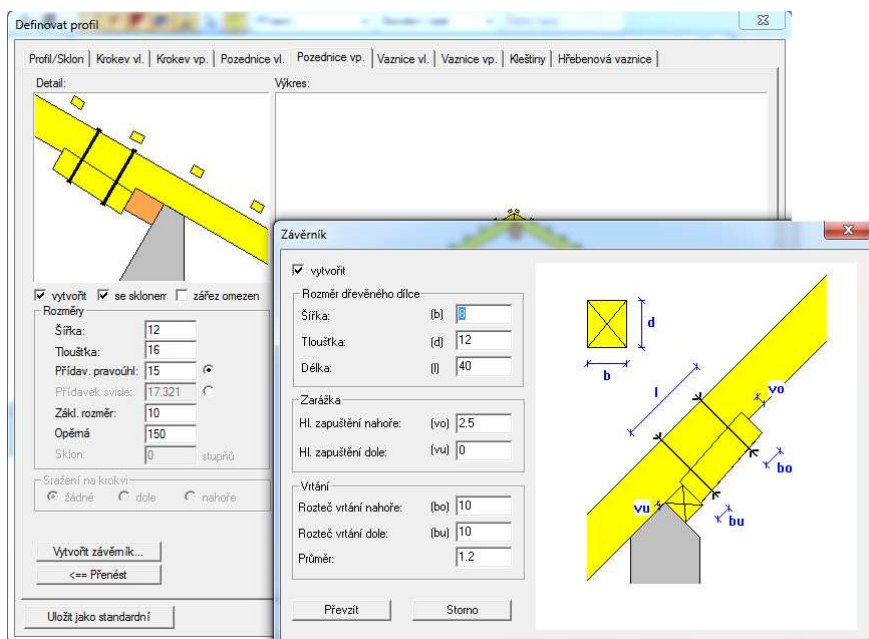 Definovat profil
Profil/Sklon Krokev vl. Krokev vp. Pozednice vl. Pozednice vp. Vaznice vl. Vaznice vp. Kleštiny Hřebenová vaznice
Detail: Výkres:
vytvořit se sklonem zářez omezen
Rozměry
Šířka: 12
Tloušťka: 16
Přídav. pravoúhl: 15
Přídavek svisle: 17.321
Zákl. rozměr: 10
Opěrná 150
Sklon: 0 stupňů
Sražení na krokvi
žádné dole nahoře
Vytvořit závěrník...
<== Přenést
Uložit jako standardní
Závěrník
vytvořit
Rozměr dřevěného dílce
Šířka: (b) 8
Tloušťka: (d) 12
Délka: (l) 40
Zarážka
Hl. zapuštění nahoře: (vo) 2.5
Hl. zapuštění dole: (vu) 0
Vrtání
Rozteč vrtání nahoře: (bo) 10
Rozteč vrtání dole: (bu) 10
Průměr: 1.2
Převzít Storno
d
b
l
vo
bo
vu
bu